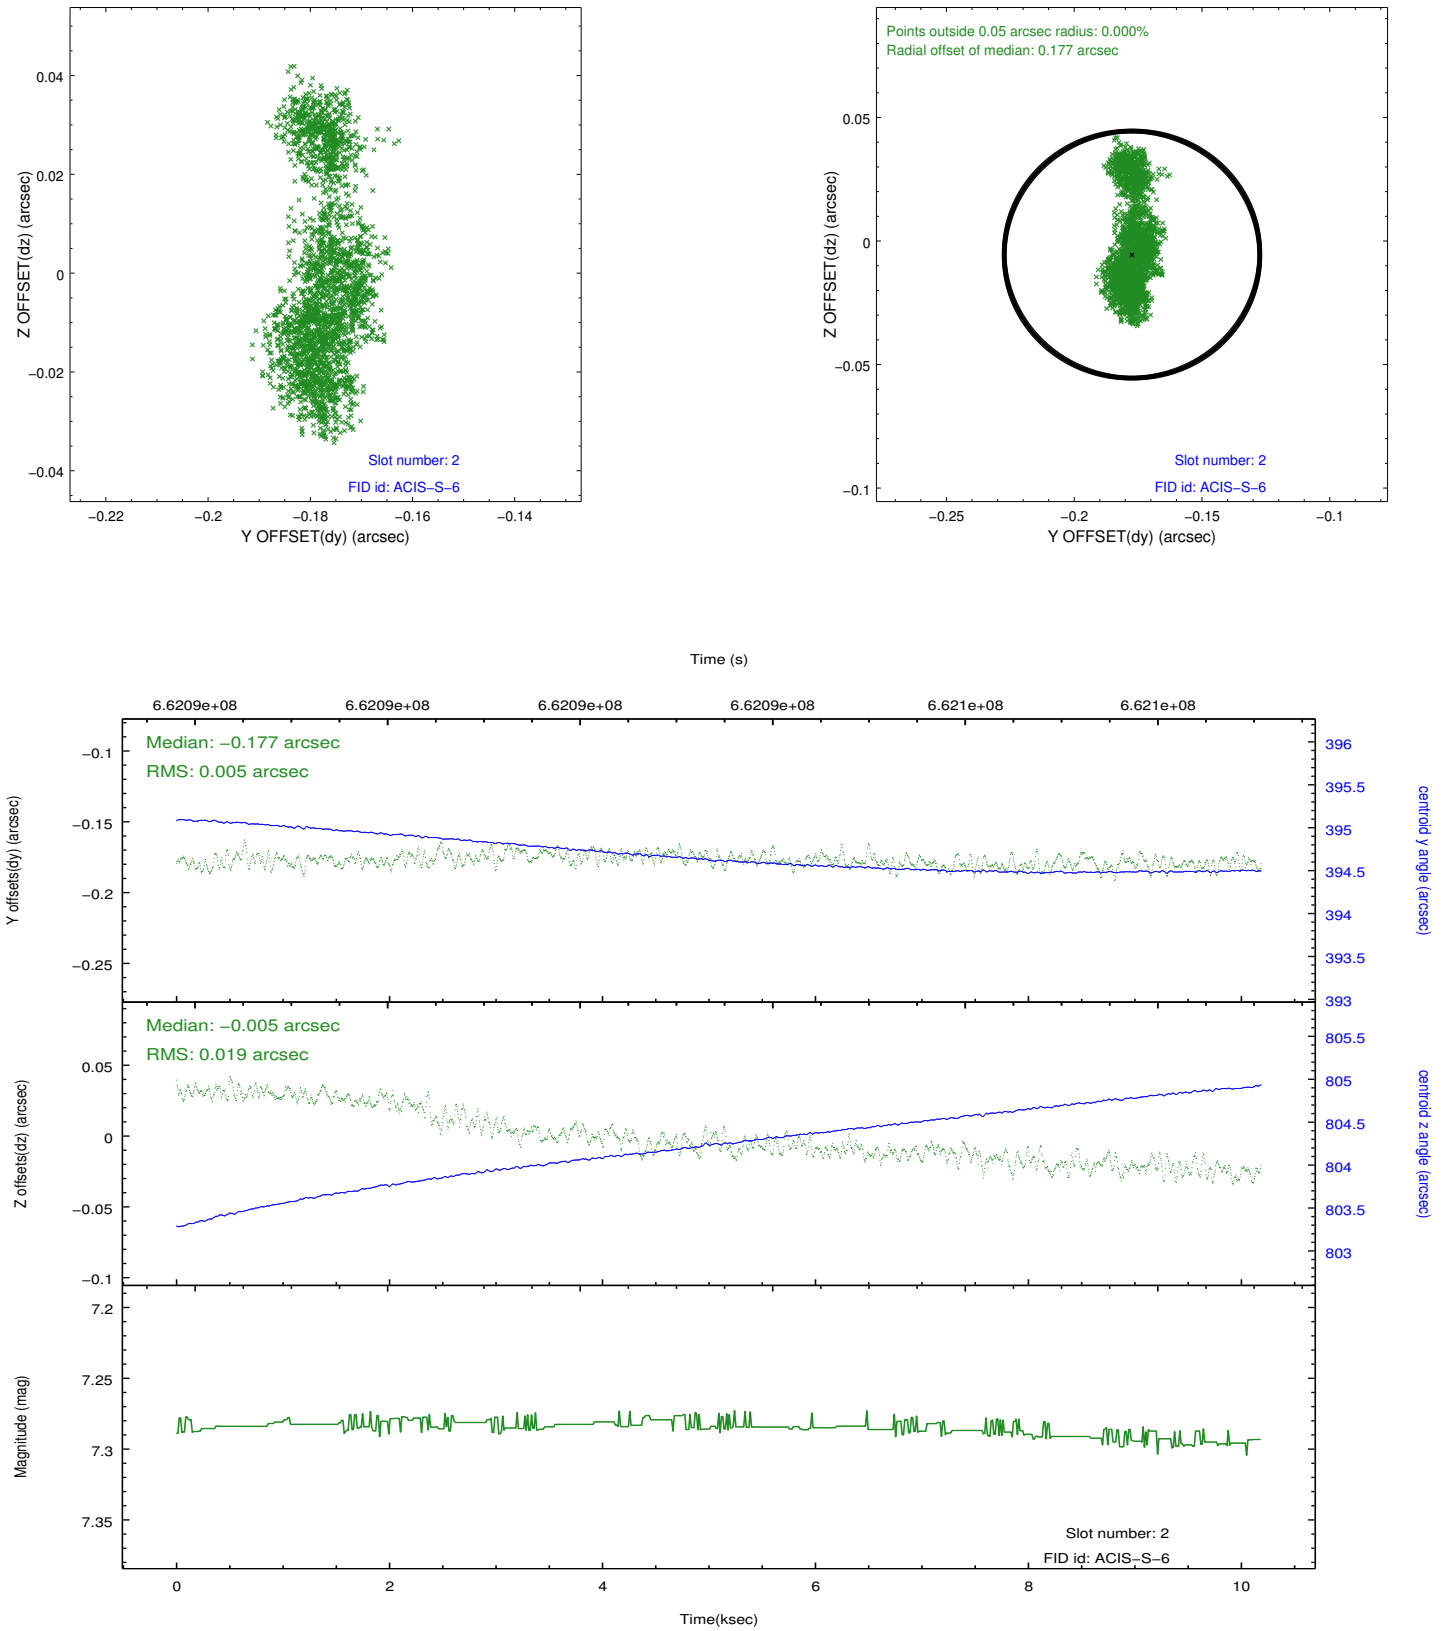 0.04
0.02
0
−0.02
−0.04
Z OFFSET(dz) (arcsec)
Slot number: 2
FID id: ACIS−S−6
−0.22
−0.2
−0.18
−0.16
−0.14
Y OFFSET(dy) (arcsec)
Points outside 0.05 arcsec radius: 0.000%
Radial offset of median: 0.177 arcsec
0.05
0
−0.05
−0.1
Z OFFSET(dz) (arcsec)
Slot number: 2
FID id: ACIS−S−6
−0.25
−0.2
−0.15
−0.1
Y OFFSET(dy) (arcsec)
Time (s)
6.6209e+08
6.6209e+08
6.6209e+08
6.6209e+08
6.621e+08
6.621e+08
Median: −0.177 arcsec
RMS: 0.005 arcsec
−0.1
−0.15
−0.2
−0.25
Y offsets(dy) (arcsec)
396
395.5
395
394.5
394
393.5
393
centroid y angle (arcsec)
Median: −0.005 arcsec
RMS: 0.019 arcsec
0.05
0
−0.05
−0.1
Z offsets(dz) (arcsec)
805.5
805
804.5
804
803.5
803
centroid z angle (arcsec)
7.2
7.25
7.3
7.35
Magnitude (mag)
Slot number: 2
FID id: ACIS−S−6
0
2
4
6
8
10
Time(ksec)